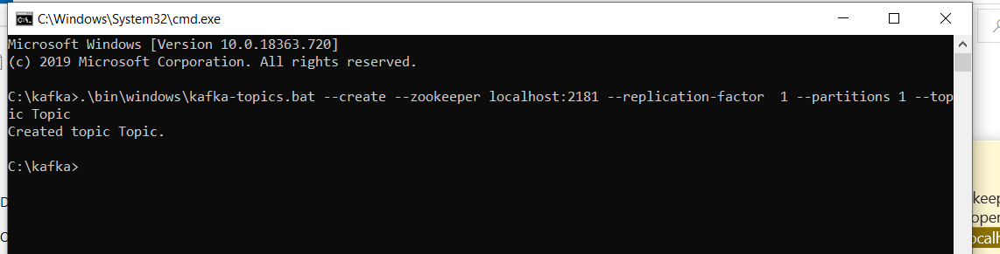 C:\Windows\System32\cmd.exe
Microsoft Windows [Version 10.0.18363.720]
(c) 2019 Microsoft Corporation. All rights reserved.
C:\kafka>.\bin\windows\kafka-topics.bat --create --zookeeper localhost:2181 --replication-factor  1 --partitions 1 --top
ic Topic
Created topic Topic.
C:\kafka>
keep
oper
ocalh